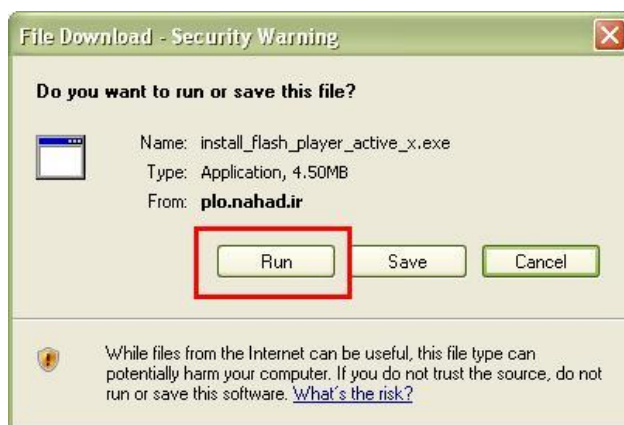 File Download - Security Warning
Do you want to run or save this file?
Name: install_flash_player_active_x.exe
Type: Application, 4.50MB
From: plo.nahad.ir
Run Save Cancel
While files from the Internet can be useful, this file type can
potentially harm your computer. If you do not trust the source, do not
run or save this software. What's the risk?